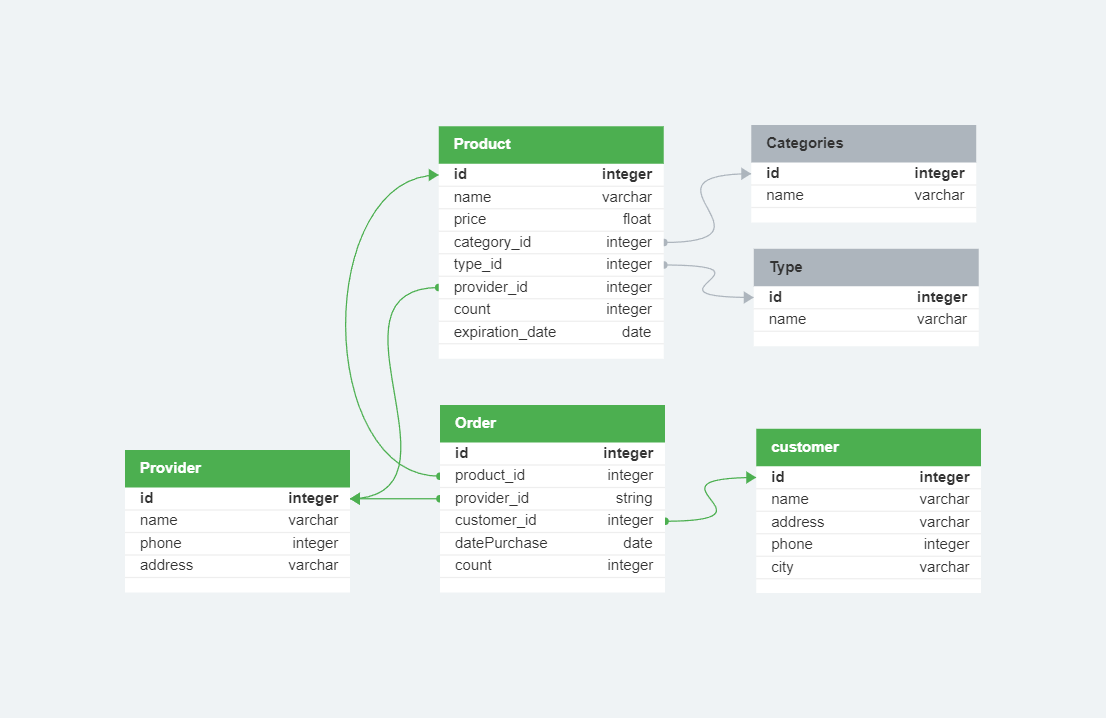 Product
id integer
name varchar
price float
category_id integer
type_id integer
provider_id integer
count integer
expiration_date date
Categories
id integer
name varchar
Type
id integer
name varchar
Provider
id integer
name varchar
phone integer
address varchar
Order
id integer
product_id integer
provider_id string
customer_id integer
datePurchase date
count integer
customer
id integer
name varchar
address varchar
phone integer
city varchar